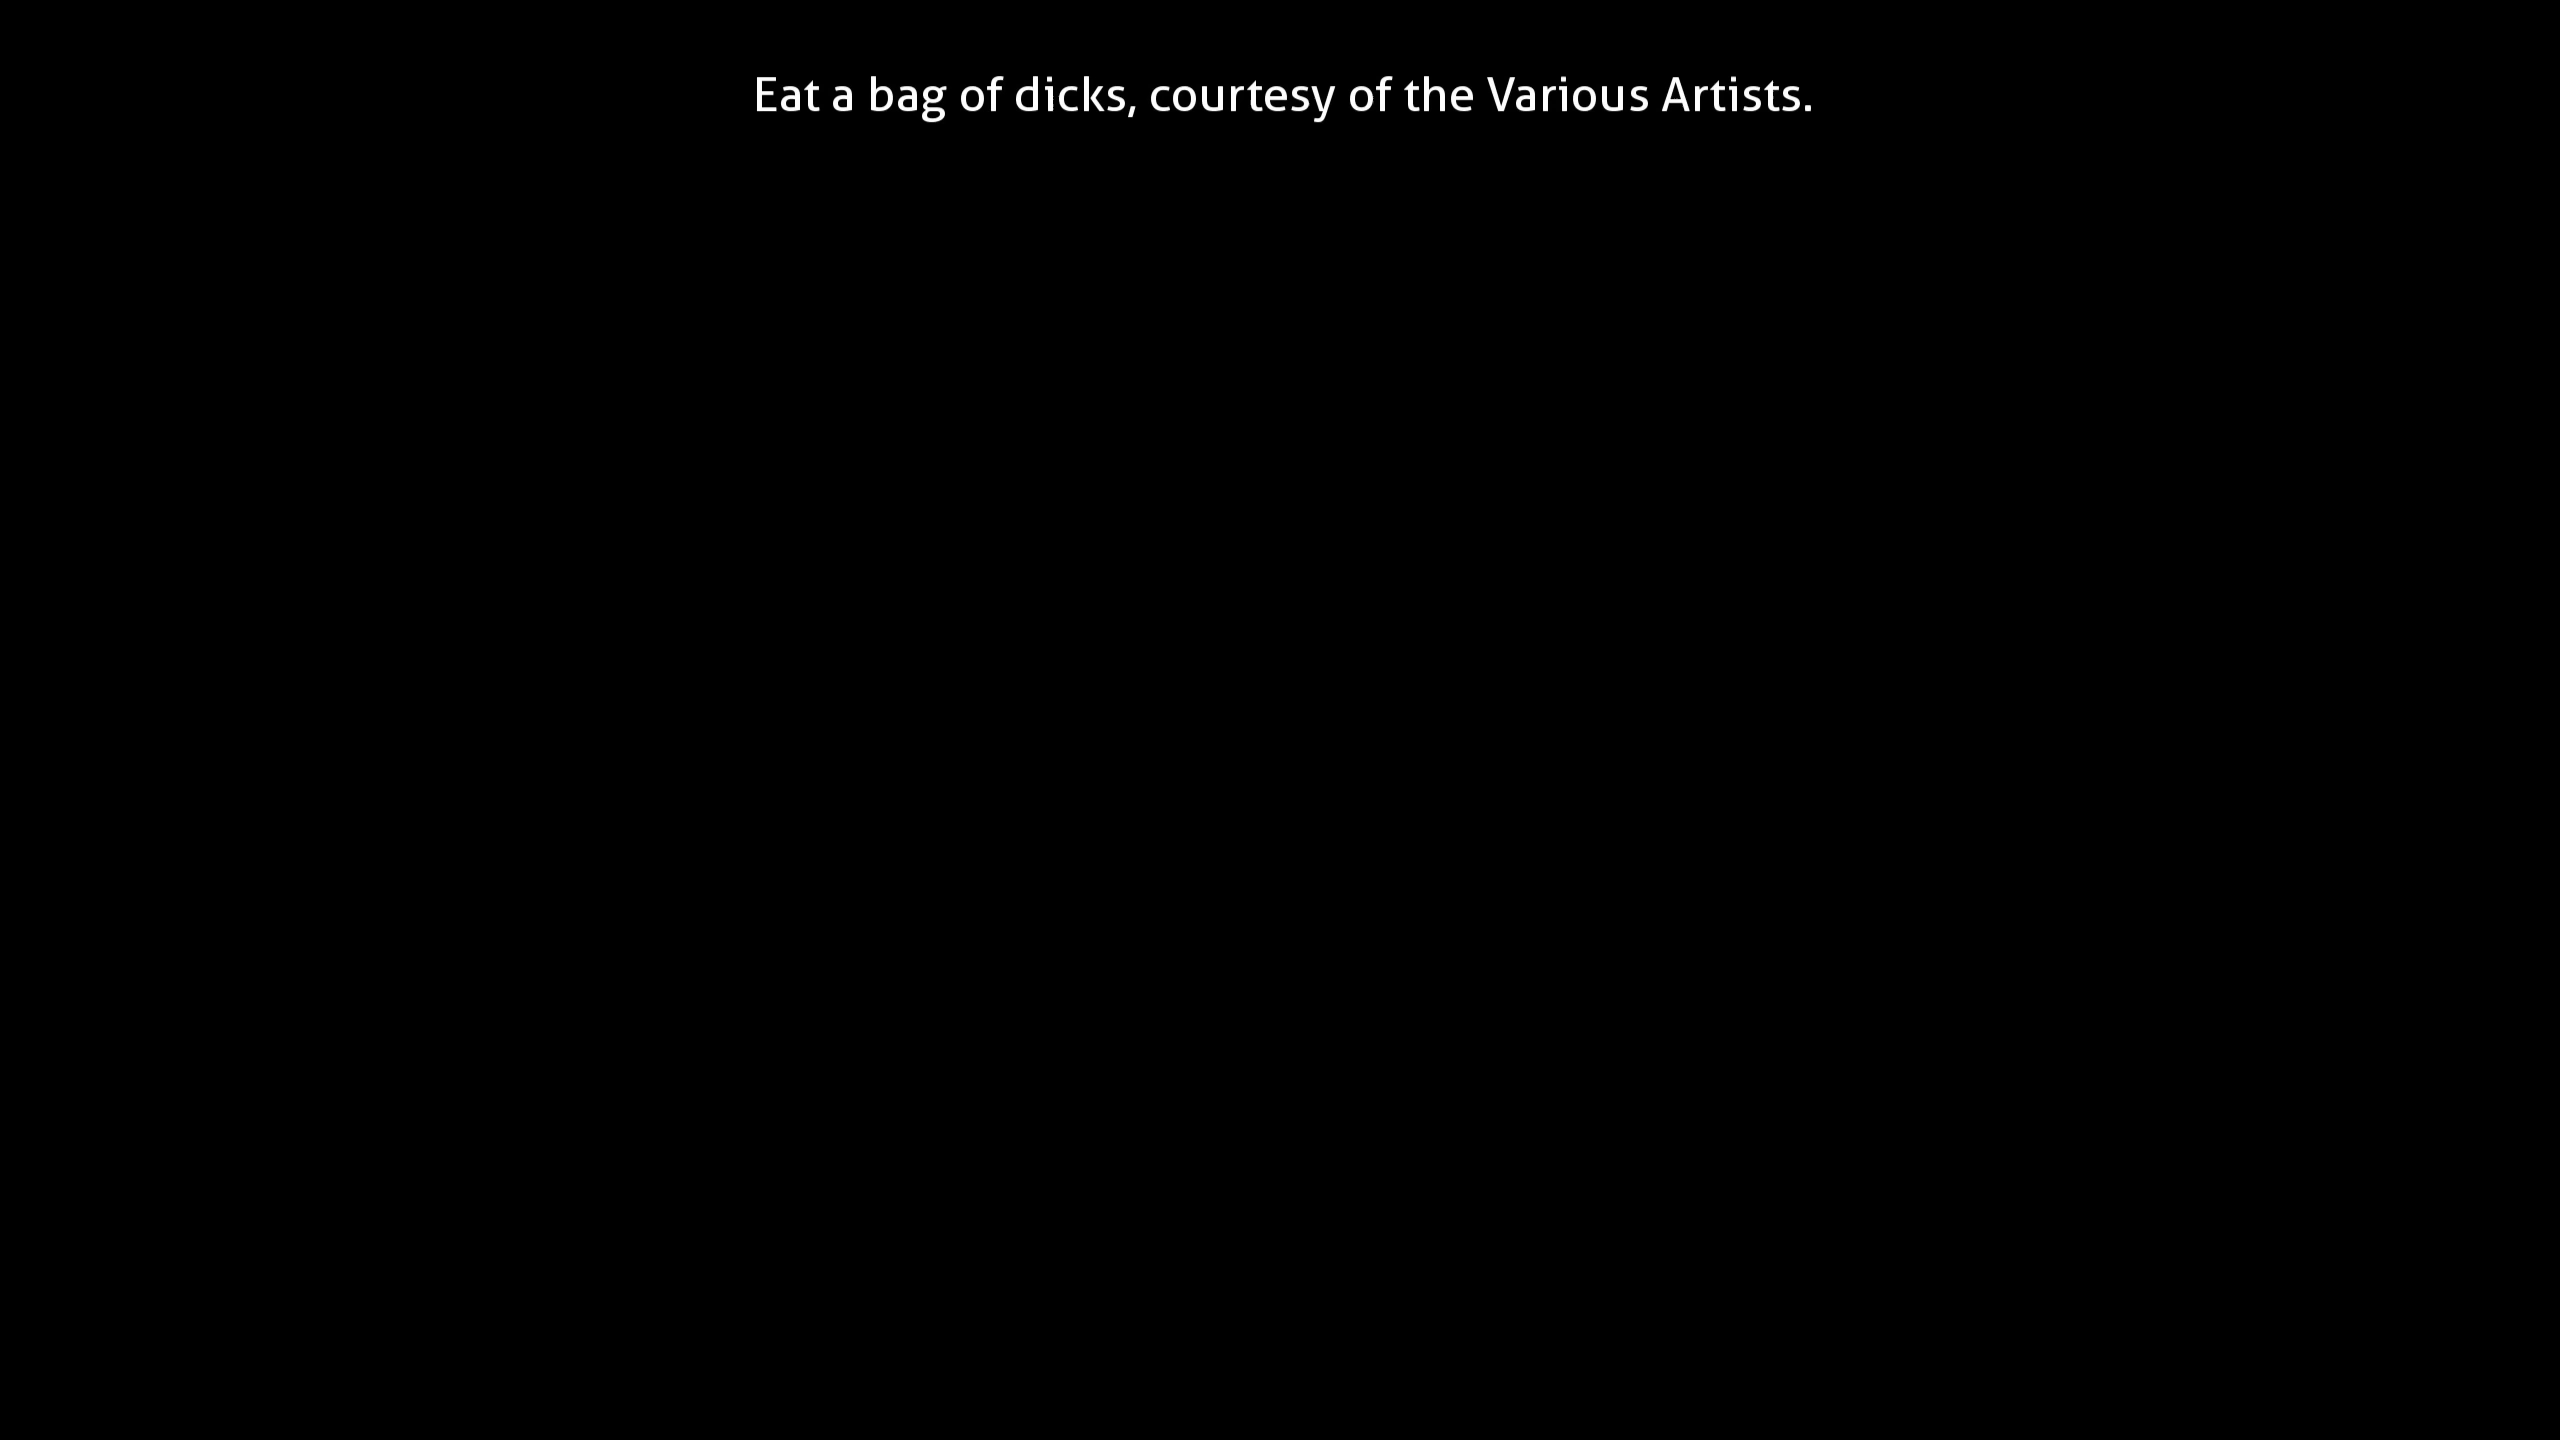 Eat a bag of dicks, courtesy of the Various Artists.